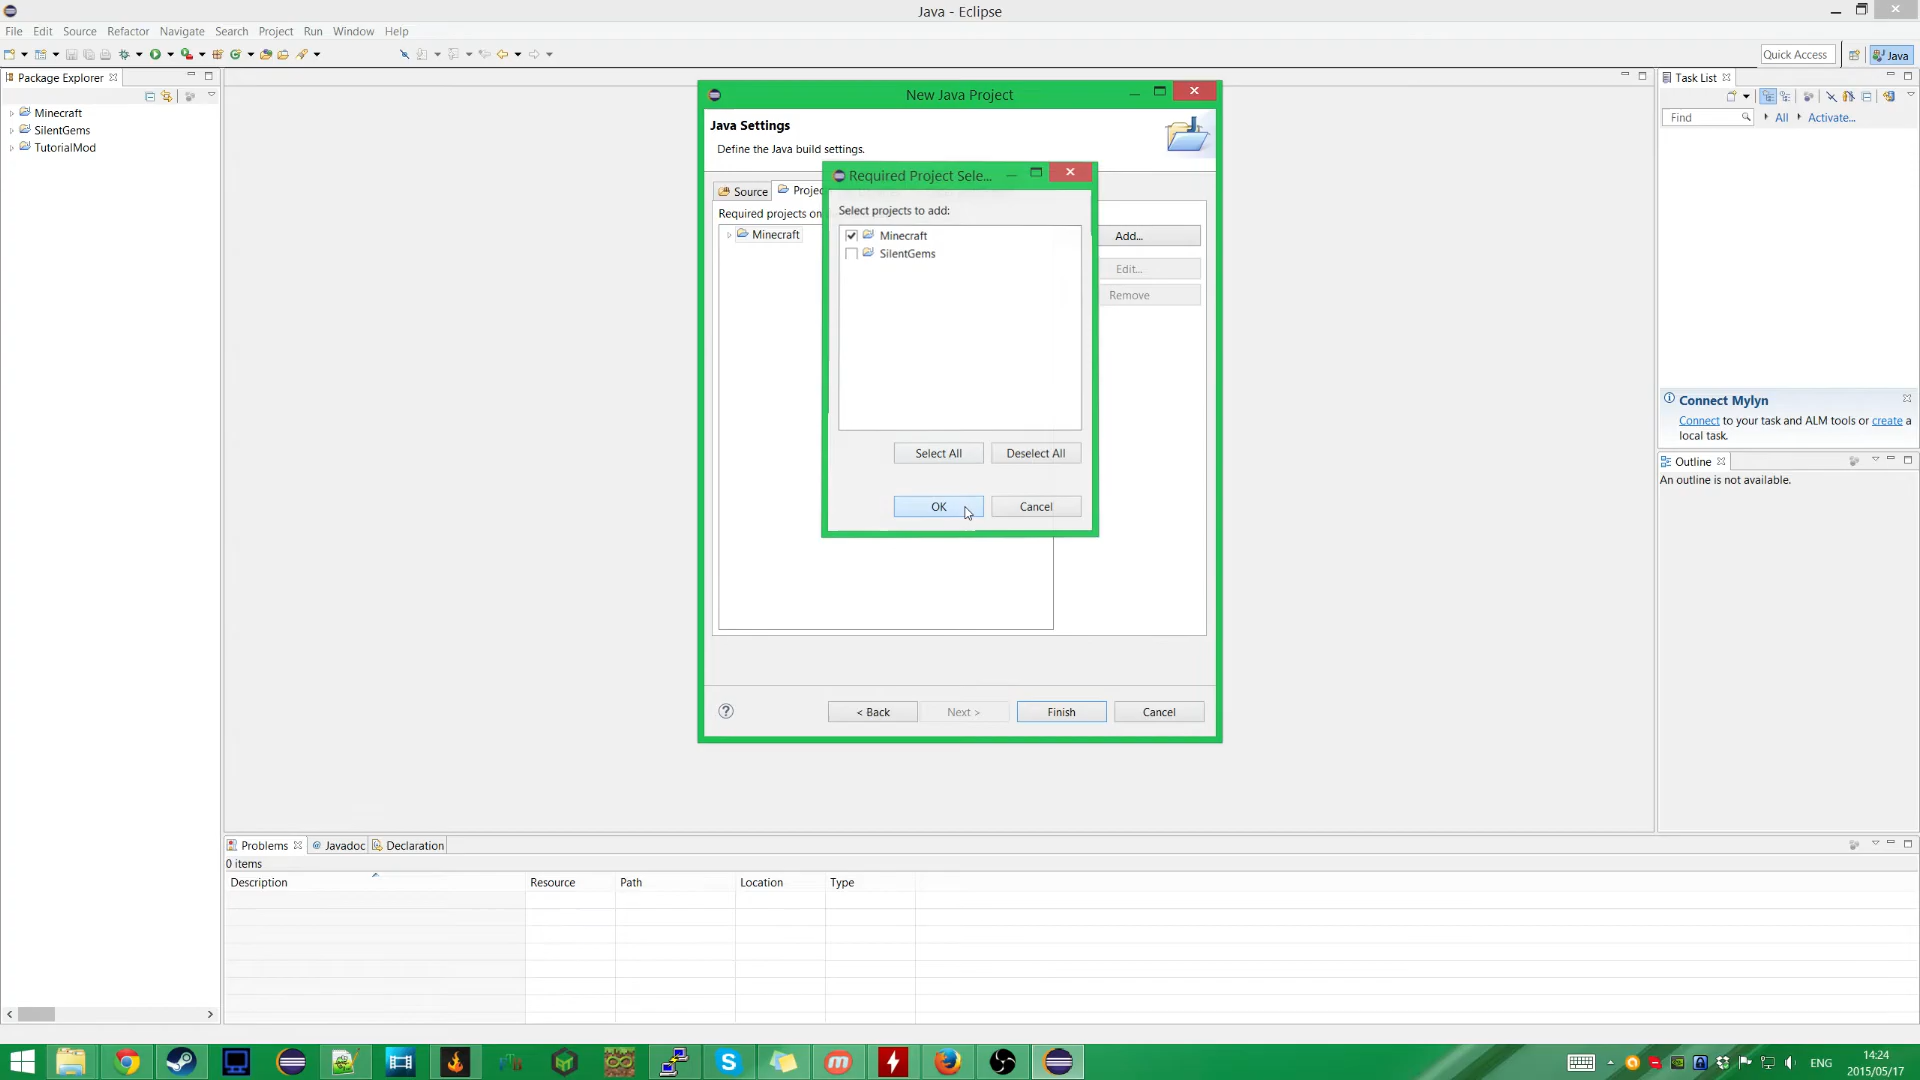 Java - Eclipse
File Edit Source Refactor Navigate Search Project Run Window Help
Quick Access
Java
Package Explorer
Minecraft
SilentGems
TutorialMod
New Java Project
Java Settings
Define the Java build settings.
Source
Projec
Required projects on
Minecraft
Add...
Edit...
Remove
Required Project Sele...
Select projects to add:
Minecraft
SilentGems
Select All Deselect All
OK Cancel
< Back Next > Finish Cancel
Task List
Find
All
Activate...
Connect Mylyn
Connect to your task and ALM tools or create a
local task.
Outline
An outline is not available.
Problems Javadoc Declaration
0 items
Description Resource Path Location Type
ENG
14:24
2015/05/17